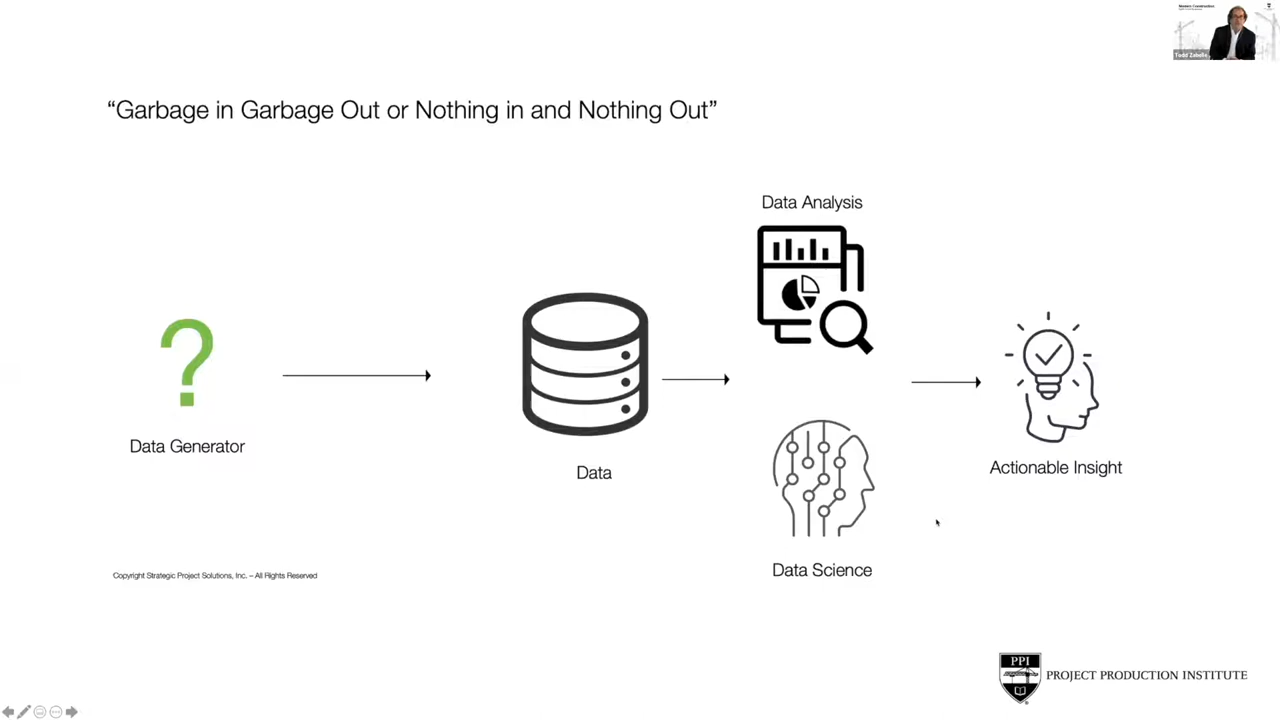 “Garbage in Garbage Out or Nothing in and Nothing Out”
Data Analysis
Data Generator
Data
Actionable Insight
Data Science
Copyright Strategic Project Solutions, Inc. – All Rights Reserved
PPI
PROJECT PRODUCTION INSTITUTE